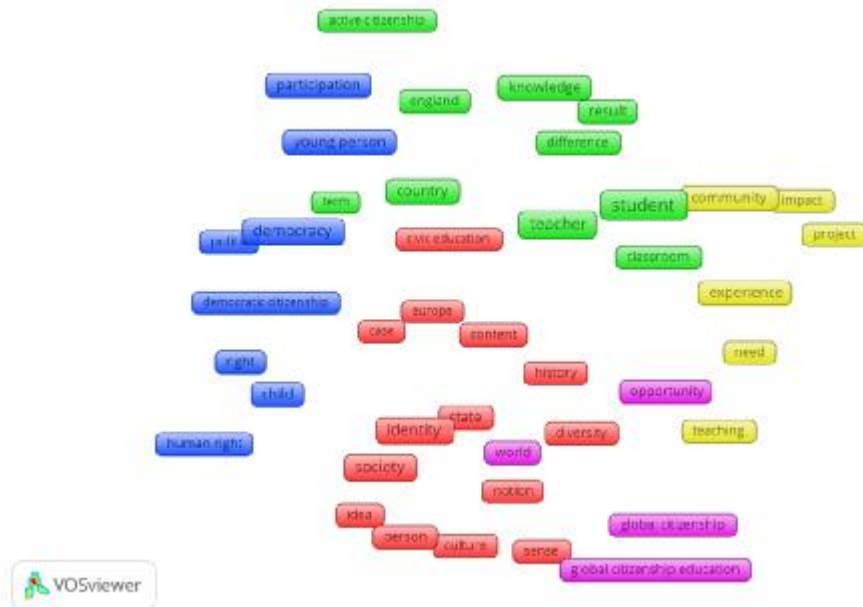 active citizenship
participation
knowledge
england
result
young person
difference
country
term
student
community
impact
teacher
democracy
civic education
project
classroom
experience
democratic citizenship
europe
case
content
need
right
history
child
opportunity
state
identity
diversity
teaching
human right
world
society
notion
idea
global citizenship
person
culture
sense
global citizenship education
VOSviewer